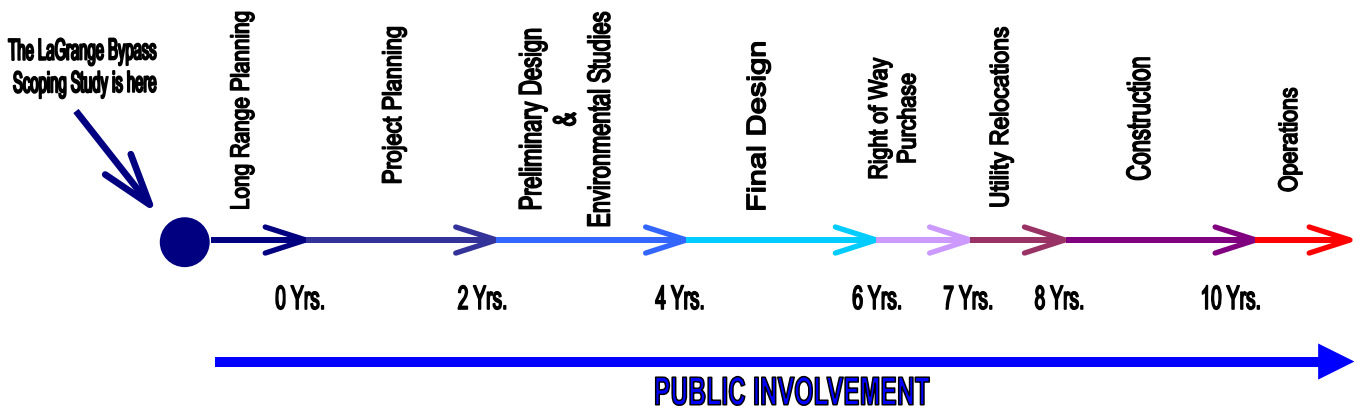 The LaGrange Bypass
Scoping Study is here
Long Range Planning
Project Planning
Preliminary Design
&
Environmental Studies
Final Design
Right of Way
Purchase
Utility Relocations
Construction
Operations
0 Yrs.
2 Yrs.
4 Yrs.
6 Yrs.
7 Yrs.
8 Yrs.
10 Yrs.
PUBLIC INVOLVEMENT